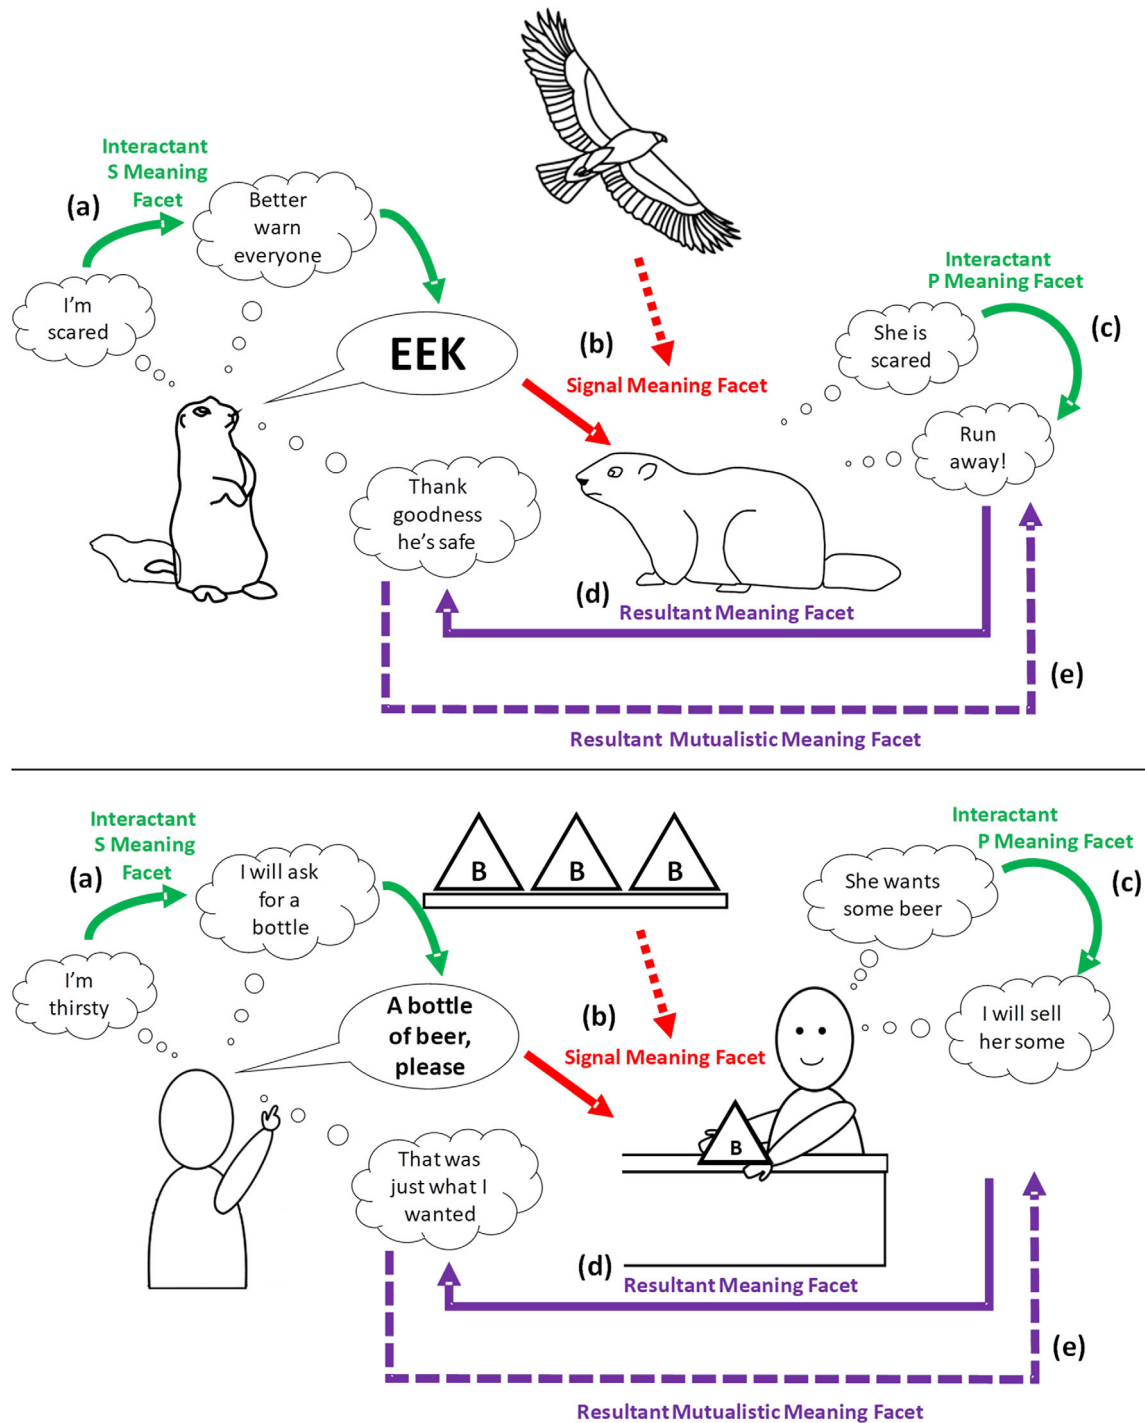 Interactant
S Meaning
Facet
(a)
Better
warn
everyone
I'm
scared
EEK
(b)
Signal Meaning Facet
Interactant
P Meaning Facet
(c)
She is
scared
Run
away!
Thank
goodness
he's safe
(d)
Resultant Meaning Facet
(e)
Resultant Mutualistic Meaning Facet
Interactant
S Meaning
Facet
(a)
I will ask
for a
bottle
I'm
thirsty
B
B
B
A bottle
of beer,
please
(b)
Signal Meaning Facet
Interactant
P Meaning Facet
(c)
She wants
some beer
I will sell
her some
B
That was
just what I
wanted
(d)
Resultant Meaning Facet
(e)
Resultant Mutualistic Meaning Facet